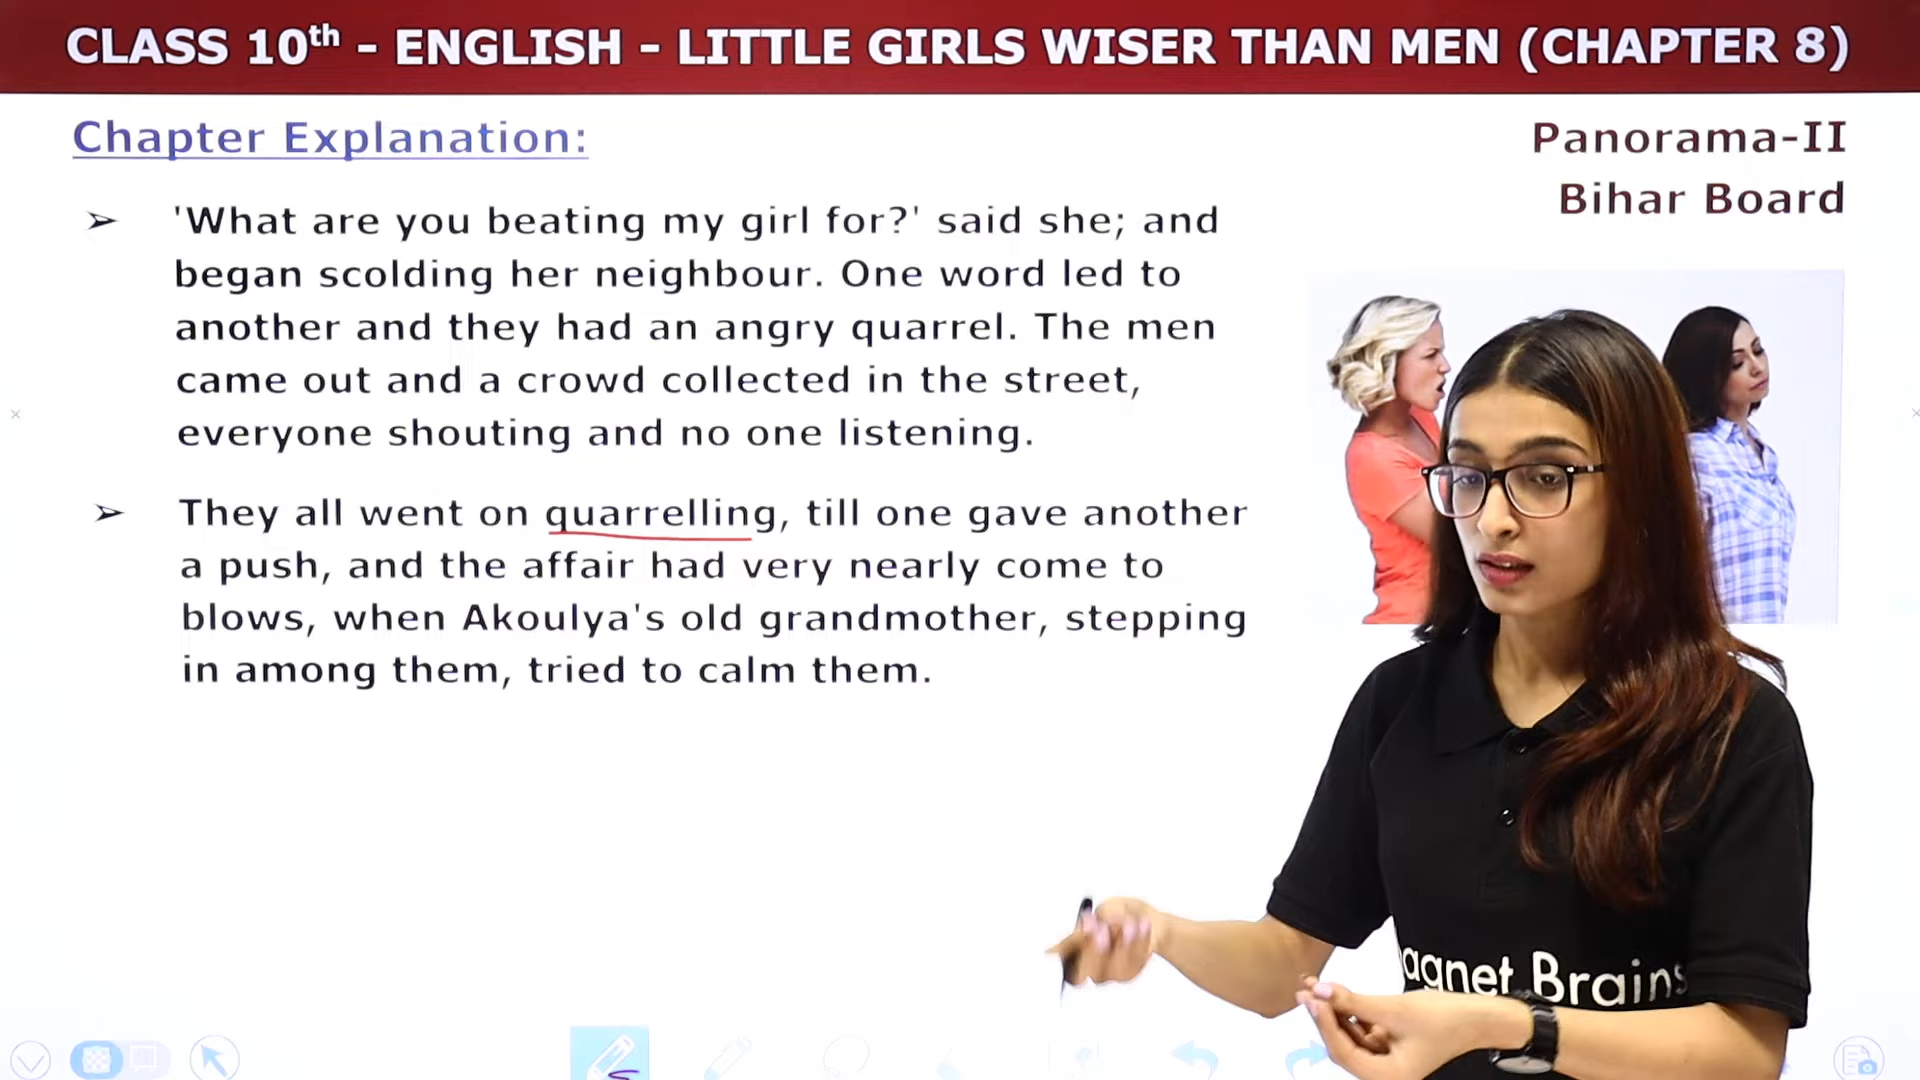 CLASS 10th - ENGLISH - LITTLE GIRLS WISER THAN MEN (CHAPTER 8)
Chapter Explanation:
Panorama-II
Bihar Board
➢ 'What are you beating my girl for?' said she; and
began scolding her neighbour. One word led to
another and they had an angry quarrel. The men
came out and a crowd collected in the street,
everyone shouting and no one listening.
➢ They all went on quarrelling, till one gave another
a push, and the affair had very nearly come to
blows, when Akoulya's old grandmother, stepping
in among them, tried to calm them.
agnet Brains